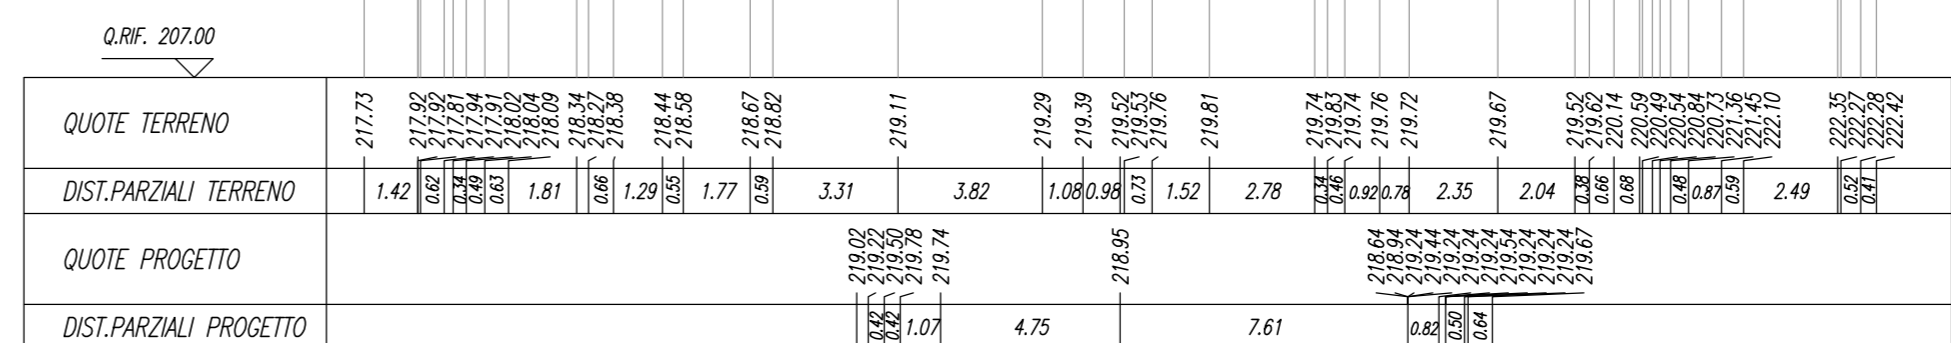 Q.RIF. 207.00
QUOTE TERRENO 217.73 217.92 217.92 217.81 217.94 217.91 218.02 218.04 218.09 218.34 218.27 218.38 218.44 218.58 218.67 218.82 219.11 219.29 219.39 219.52 219.53 219.76 219.81 219.74 219.83 219.74 219.76 219.72 219.67 219.52 219.62 220.14 220.59 220.49 220.54 220.84 220.73 221.36 221.45 222.10 222.35 222.27 222.28 222.42
DIST.PARZIALI TERRENO 1.42 0.62 0.34 0.49 0.63 1.81 0.66 1.29 0.55 1.77 0.59 3.31 3.82 1.08 0.98 0.73 1.52 2.78 0.34 0.46 0.92 0.78 2.35 2.04 0.38 0.66 0.68 0.48 0.87 0.59 2.49 0.52 0.41
QUOTE PROGETTO 219.02 219.22 219.50 219.78 219.74 218.95 218.64 218.94 219.24 219.44 219.24 219.24 219.24 219.54 219.24 219.24 219.24 219.67
DIST.PARZIALI PROGETTO 0.42 0.42 1.07 4.75 7.61 0.82 0.50 0.64